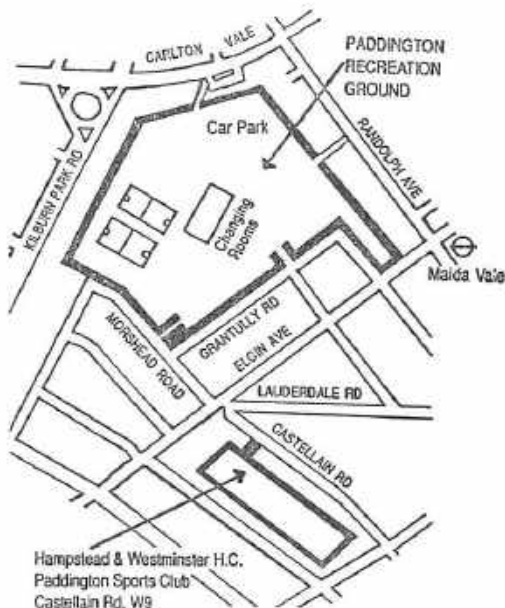 CARLTON VALE
PADDINGTON
RECREATION
GROUND
Car Park
RANDOLPH AVE
KILBURN PARK RD
Changing
Rooms
Maida Vale
GRANTULLY RD
MORSHEAD ROAD
ELGIN AVE
LAUDERDALE RD
CASTELLAIN RD
Hampstead & Westminster H.C.
Paddington Sports Club
Castellain Rd, W9